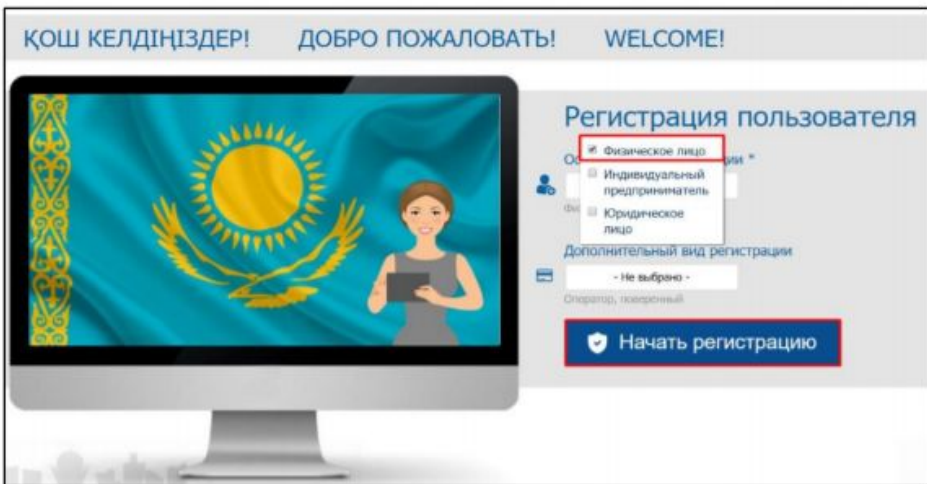 ҚОШ КЕЛДІҢІЗДЕР! ДОБРО ПОЖАЛОВАТЬ! WELCOME!
Регистрация пользователя
Физическое лицо
Индивидуальный
предприниматель
Юридическое
лицо
Дополнительный вид регистрации
- Не выбрано -
Оператор, поверенный
Начать регистрацию